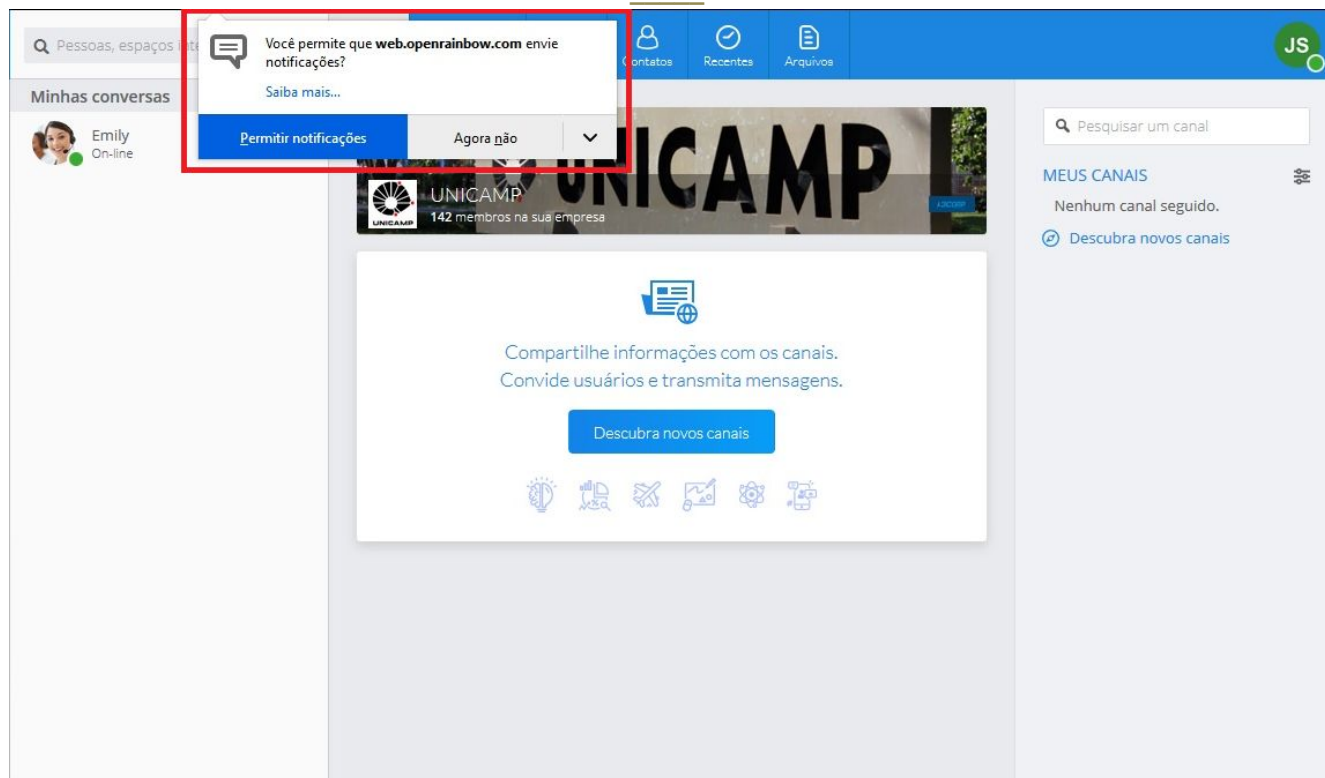 Pessoas, espaços
Você permite que web.openrainbow.com envie
notificações?
Saiba mais...
Permitir notificações
Agora não
Contatos
Recentes
Arquivos
JS
Minhas conversas
Emily
On-line
UNICAMP
UNICAMP
UNICAMP
142 membros na sua empresa
Compartilhe informações com os canais.
Convide usuários e transmita mensagens.
Descubra novos canais
Pesquisar um canal
MEUS CANAIS
Nenhum canal seguido.
Descubra novos canais